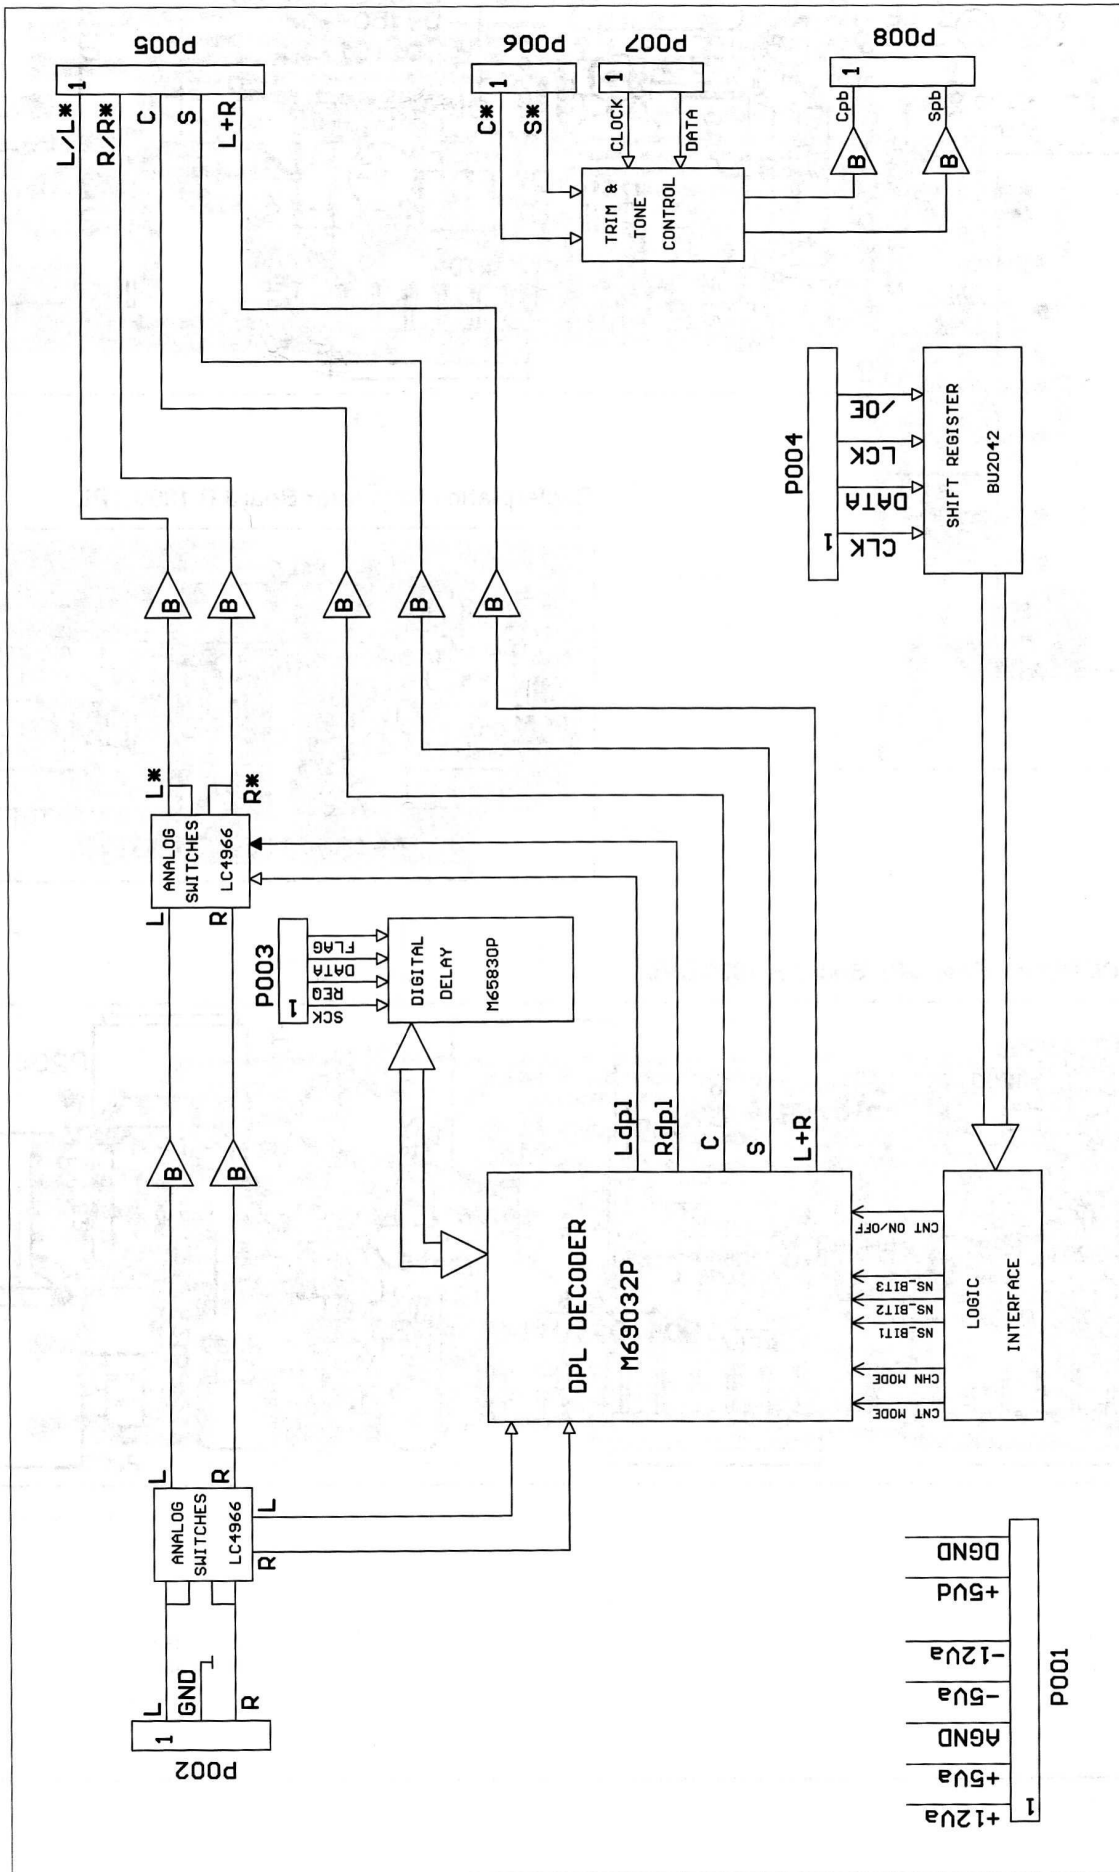 P002
1
L
GND
R
ANALOG
SWITCHES
LC4966
L
R
L
R
B
B
L
R
ANALOG
SWITCHES
LC4966
L*
R*
B
B
P005
1
L/L*
R/R*
C
S
L+R
P003
1
SCK
REQ
DATA
FLAG
DIGITAL
DELAY
M65830P
B
B
B
DPL DECODER
M69032P
Ldpl
Rdpl
C
S
L+R
P006
1
C*
S*
P007
1
CLOCK
DATA
TRIM &
TONE
CONTROL
B
B
P008
1
Cpb
Spb
CNT MODE
CHN MODE
NS_BIT1
NS_BIT2
NS_BIT3
CNT ON/OFF
LOGIC
INTERFACE
P004
1
CLK
DATA
LCK
/OE
SHIFT REGISTER
BU2042
+12Va
+5Va
AGND
-5Va
-12Va
+5Vd
DGND
1
P001